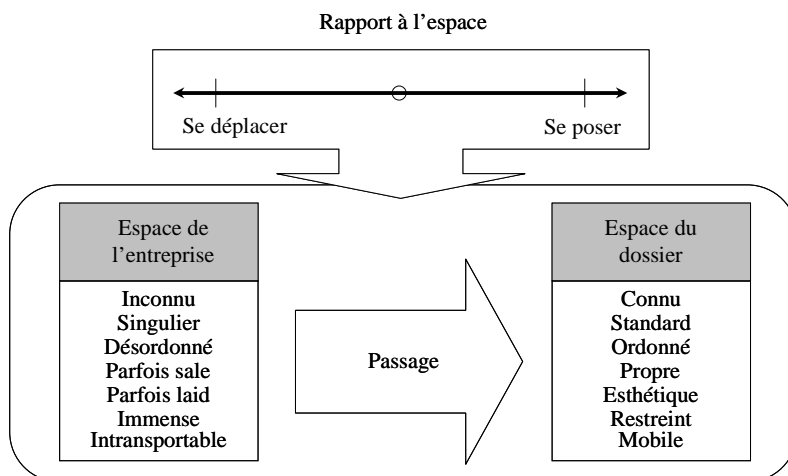 Rapport à l’espace
Se déplacer
Se poser
Espace de
l’entreprise
Inconnu
Singulier
Désordonné
Parfois sale
Parfois laid
Immense
Intransportable
Passage
Espace du
dossier
Connu
Standard
Ordonné
Propre
Esthétique
Restreint
Mobile